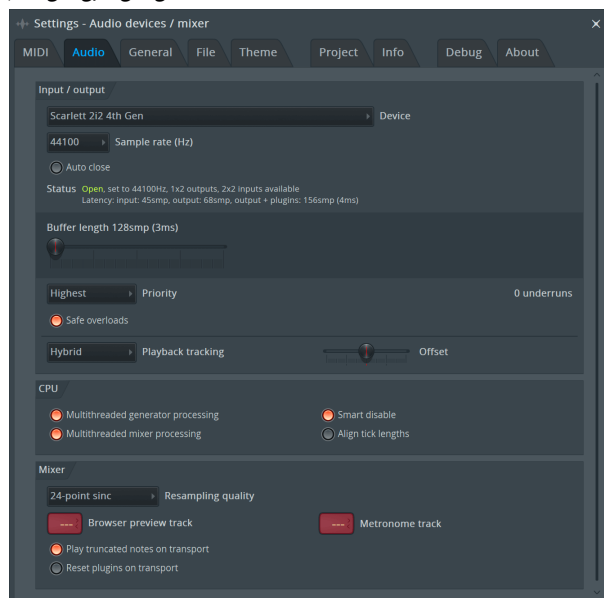 Settings - Audio devices / mixer
MIDI Audio General File Theme Project Info Debug About
Input / output
Scarlett 2i2 4th Gen Device
44100 Sample rate (Hz)
Auto close
Status Open, set to 44100Hz, 1x2 outputs, 2x2 inputs available
Latency: input: 45smp, output: 68smp, output + plugins: 156smp (4ms)
Buffer length 128smp (3ms)
Highest Priority 0 underruns
Safe overloads
Hybrid Playback tracking Offset
CPU
Multithreaded generator processing Smart disable
Multithreaded mixer processing Align tick lengths
Mixer
24-point sinc Resampling quality
--- Browser preview track --- Metronome track
Play truncated notes on transport
Reset plugins on transport